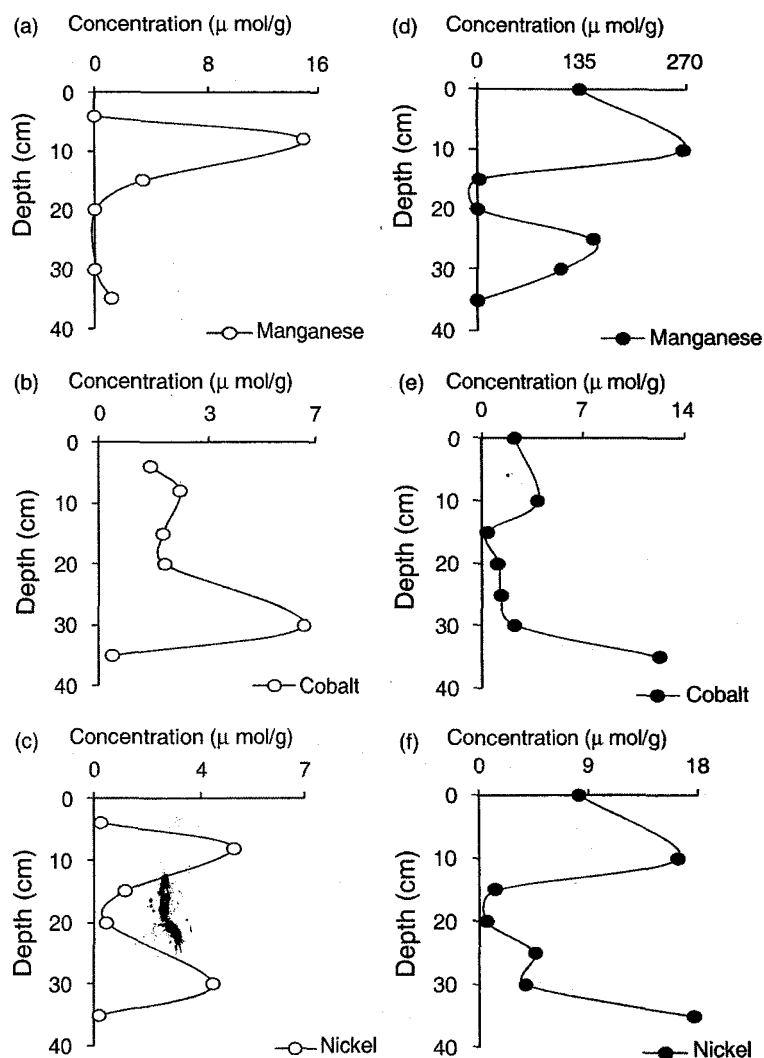 (a) Concentration (μ mol/g)
0 8 16
0
10
20
30
40
Depth (cm)
Manganese
(d) Concentration (μ mol/g)
0 135 270
0
10
20
30
40
Depth (cm)
Manganese
(b) Concentration (μ mol/g)
0 3 7
0
10
20
30
40
Depth (cm)
Cobalt
(e) Concentration (μ mol/g)
0 7 14
0
10
20
30
40
Depth (cm)
Cobalt
(c) Concentration (μ mol/g)
0 4 7
0
10
20
30
40
Depth (cm)
Nickel
(f) Concentration (μ mol/g)
0 9 18
0
10
20
30
40
Depth (cm)
Nickel